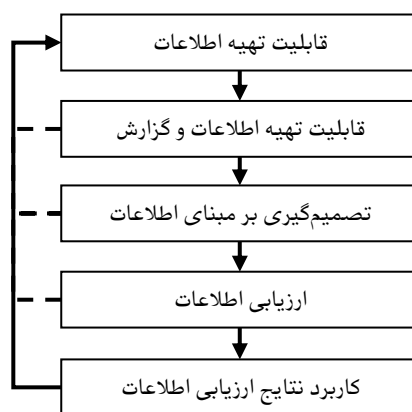 قابلیت تهیه اطلاعات
قابلیت تهیه اطلاعات و گزارش
تصمیم‌گیری بر مبنای اطلاعات
ارزیابی اطلاعات
کاربرد نتایج ارزیابی اطلاعات